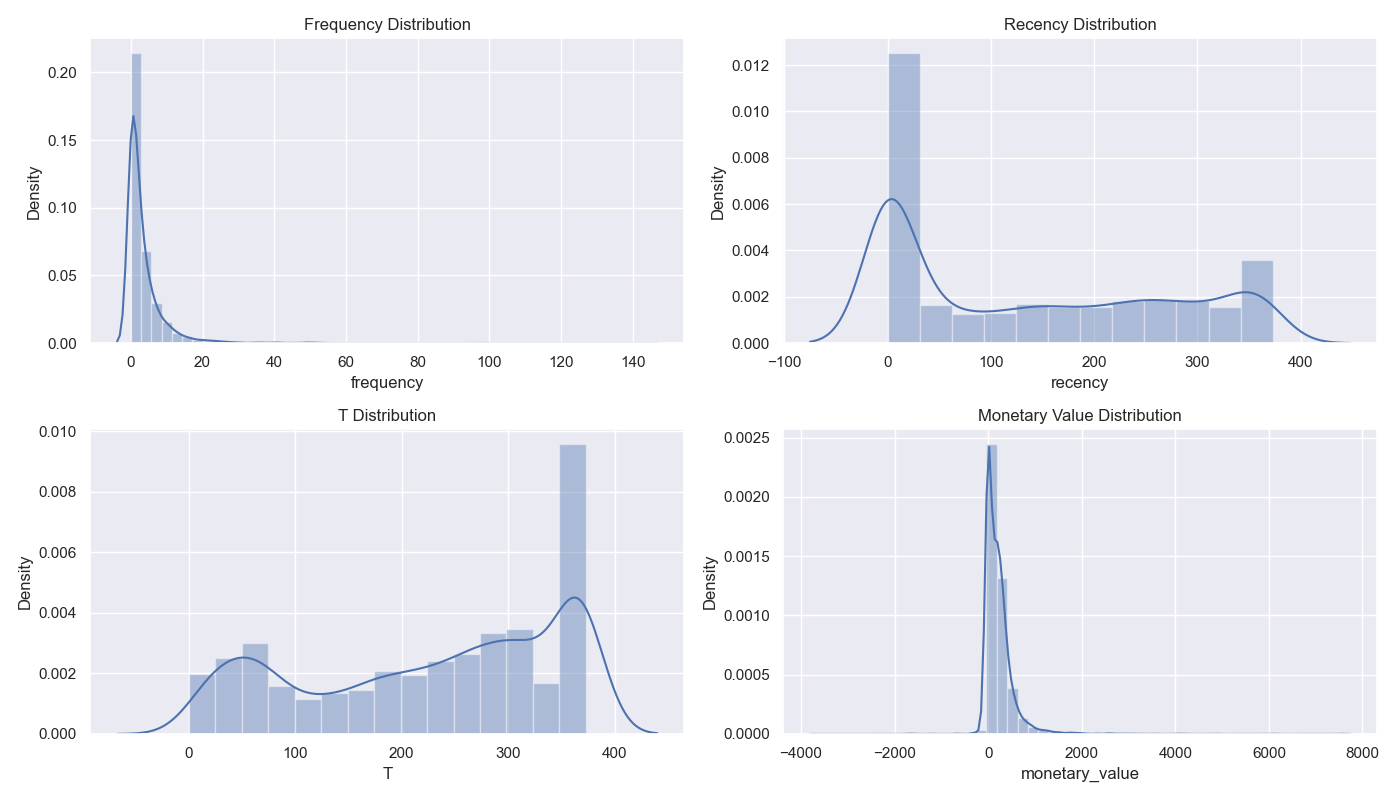 Frequency Distribution
Density
0.20
0.15
0.10
0.05
0.00
0 20 40 60 80 100 120 140
frequency
Recency Distribution
Density
0.012
0.010
0.008
0.006
0.004
0.002
0.000
−100 0 100 200 300 400
recency
T Distribution
Density
0.010
0.008
0.006
0.004
0.002
0.000
0 100 200 300 400
T
Monetary Value Distribution
Density
0.0025
0.0020
0.0015
0.0010
0.0005
0.0000
−4000 −2000 0 2000 4000 6000 8000
monetary_value